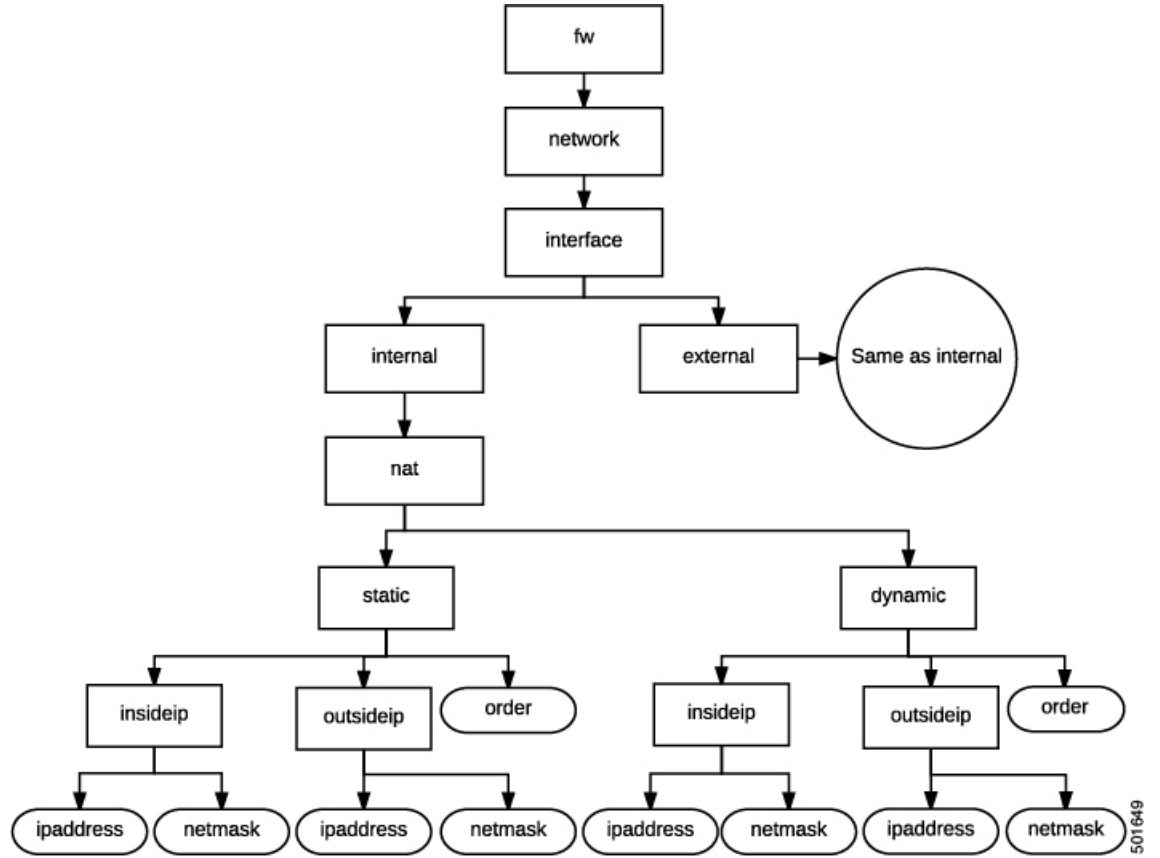 fw
network
interface
internal
external
Same as internal
nat
static
dynamic
insideip
outsideip
order
insideip
outsideip
order
ipaddress
netmask
ipaddress
netmask
ipaddress
netmask
ipaddress
netmask
501649